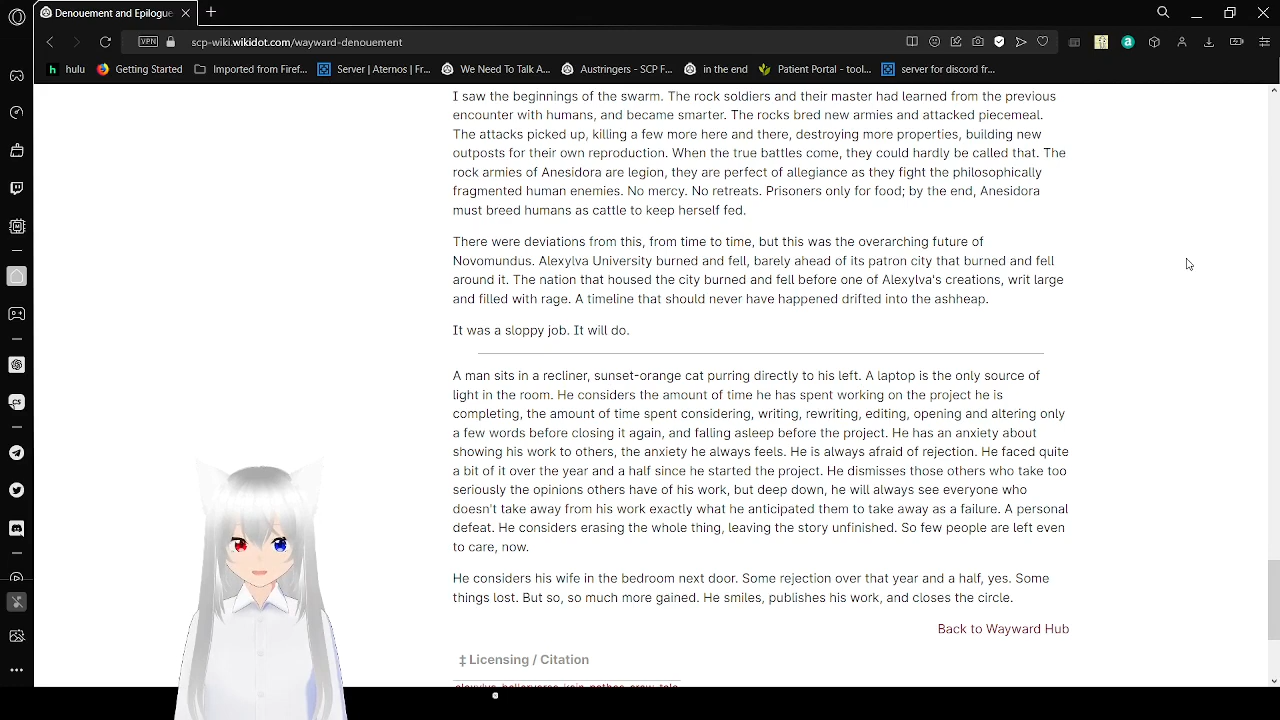 Denouement and Epilogue
scp-wiki.wikidot.com/wayward-denouement
VPN
hulu
Getting Started
Imported from Firef...
Server | Aternos | Fr...
We Need To Talk A...
Austringers - SCP F...
in the end
Patient Portal - tool...
server for discord fr...
I saw the beginnings of the swarm. The rock soldiers and their master had learned from the previous
encounter with humans, and became smarter. The rocks bred new armies and attacked piecemeal.
The attacks picked up, killing a few more here and there, destroying more properties, building new
outposts for their own reproduction. When the true battles come, they could hardly be called that. The
rock armies of Anesidora are legion, they are perfect of allegiance as they fight the philosophically
fragmented human enemies. No mercy. No retreats. Prisoners only for food; by the end, Anesidora
must breed humans as cattle to keep herself fed.
There were deviations from this, from time to time, but this was the overarching future of
Novomundus. Alexylva University burned and fell, barely ahead of its patron city that burned and fell
around it. The nation that housed the city burned and fell before one of Alexylva's creations, writ large
and filled with rage. A timeline that should never have happened drifted into the ashheap.
It was a sloppy job. It will do.
A man sits in a recliner, sunset-orange cat purring directly to his left. A laptop is the only source of
light in the room. He considers the amount of time he has spent working on the project he is
completing, the amount of time spent considering, writing, rewriting, editing, opening and altering only
a few words before closing it again, and falling asleep before the project. He has an anxiety about
showing his work to others, the anxiety he always feels. He is always afraid of rejection. He faced quite
a bit of it over the year and a half since he started the project. He dismisses those others who take too
seriously the opinions others have of his work, but deep down, he will always see everyone who
doesn't take away from his work exactly what he anticipated them to take away as a failure. A personal
defeat. He considers erasing the whole thing, leaving the story unfinished. So few people are left even
to care, now.
He considers his wife in the bedroom next door. Some rejection over that year and a half, yes. Some
things lost. But so, so much more gained. He smiles, publishes his work, and closes the circle.
Back to Wayward Hub
‡ Licensing / Citation